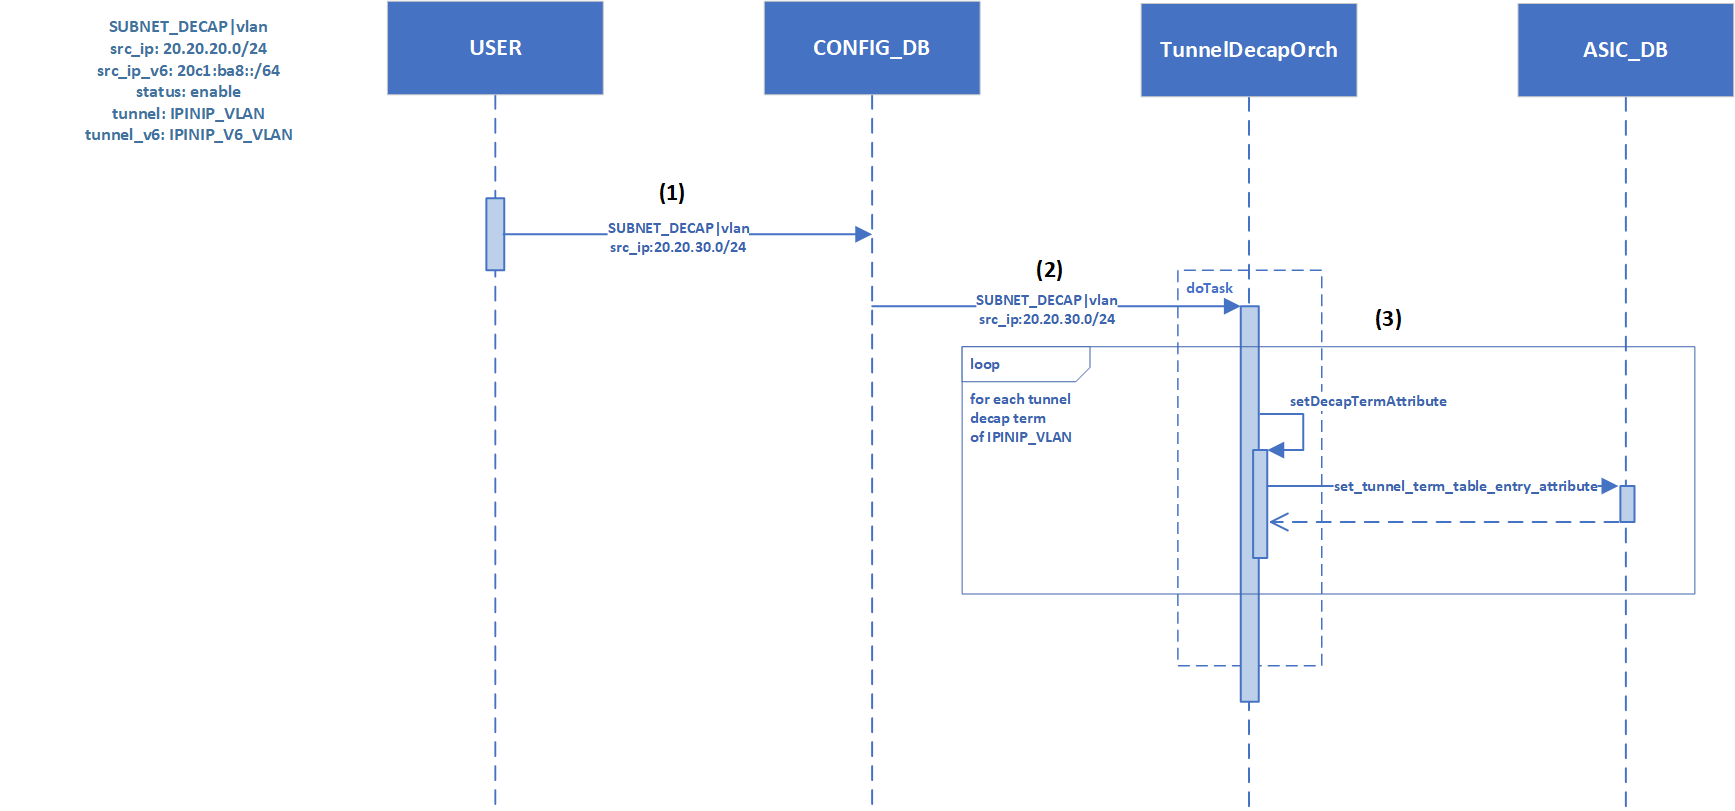 SUBNET_DECAP|vlan
src_ip: 20.20.20.0/24
src_ip_v6: 20c1:ba8::/64
status: enable
tunnel: IPINIP_VLAN
tunnel_v6: IPINIP_V6_VLAN
USER
CONFIG_DB
TunnelDecapOrch
ASIC_DB
(1)
SUBNET_DECAP|vlan
src_ip:20.20.30.0/24
(2)
SUBNET_DECAP|vlan
src_ip:20.20.30.0/24
doTask
(3)
loop
for each tunnel
decap term
of IPINIP_VLAN
setDecapTermAttribute
set_tunnel_term_table_entry_attribute